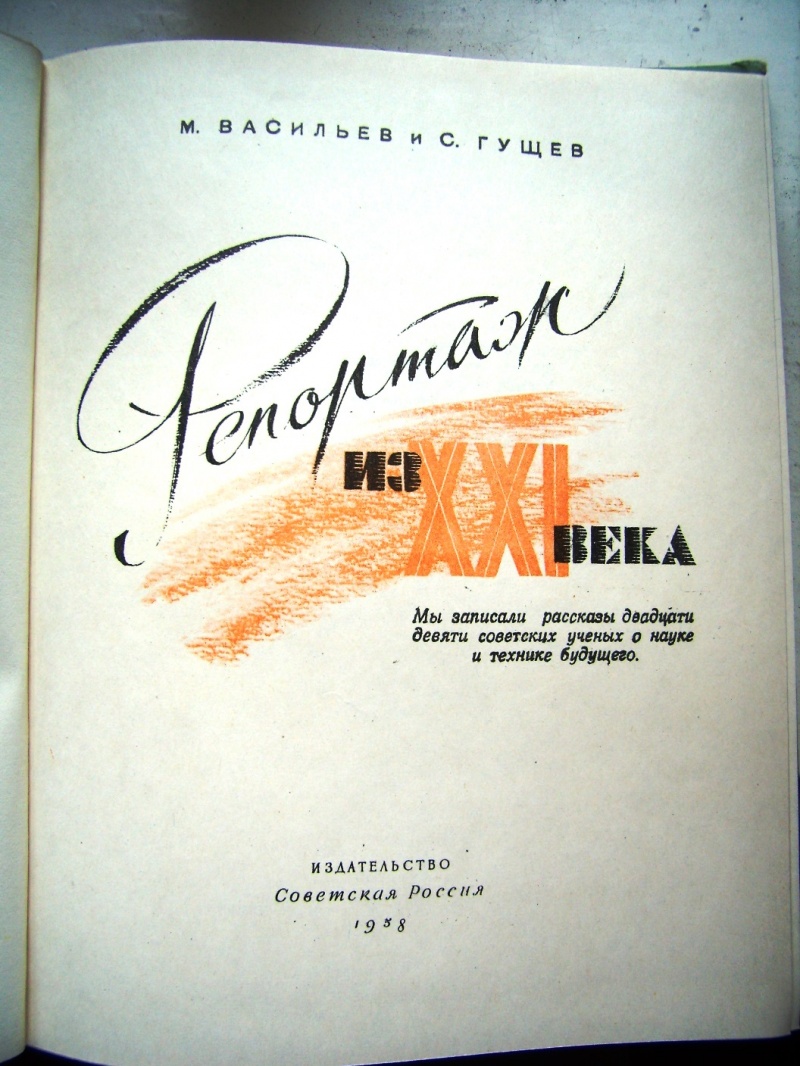 М. ВАСИЛЬЕВ и С. ГУЩЕВ
Репортаж
ИЗ XXI ВЕКА
Мы записали рассказы двадцати
девяти советских ученых о науке
и технике будущего.
ИЗДАТЕЛЬСТВО
Советская Россия
1958